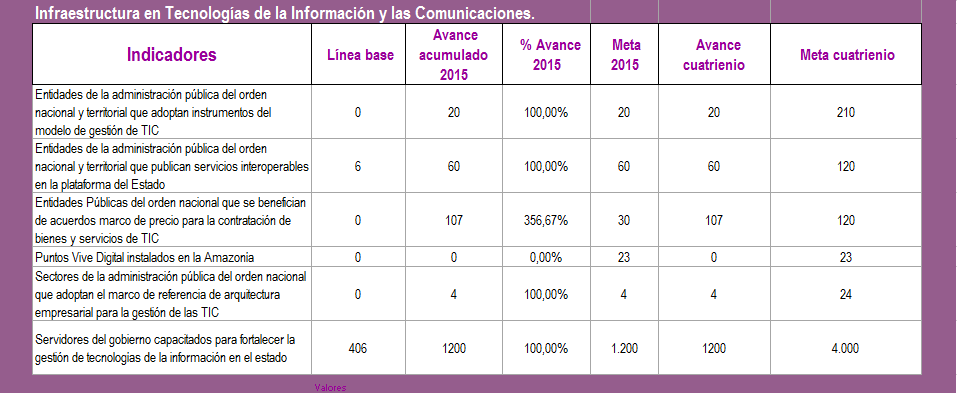 Infraestructura en Tecnologías de la Información y las Comunicaciones.
Indicadores Línea base Avance acumulado 2015 % Avance 2015 Meta 2015 Avance cuatrienio Meta cuatrienio
Entidades de la administración pública del orden
nacional y territorial que adoptan instrumentos del
modelo de gestión de TIC
0 20 100,00% 20 20 210
Entidades de la administración pública del orden
nacional y territorial que publican servicios interoperables
en la plataforma del Estado
6 60 100,00% 60 60 120
Entidades Públicas del orden nacional que se benefician
de acuerdos marco de precio para la contratación de
bienes y servicios de TIC
0 107 356,67% 30 107 120
Puntos Vive Digital instalados en la Amazonia 0 0 0,00% 23 0 23
Sectores de la administración pública del orden nacional
que adoptan el marco de referencia de arquitectura
empresarial para la gestión de las TIC
0 4 100,00% 4 4 24
Servidores del gobierno capacitados para fortalecer la
gestión de tecnologías de la información en el estado
406 1200 100,00% 1.200 1200 4.000
Valores